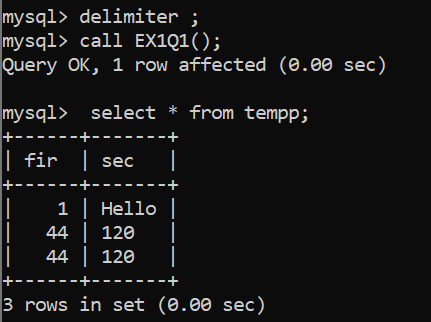 mysql> delimiter ;
mysql> call EX1Q1();
Query OK, 1 row affected (0.00 sec)

mysql>  select * from tempp;
+------+-------+
| fir  | sec   |
+------+-------+
|    1 | Hello |
|   44 | 120   |
|   44 | 120   |
+------+-------+
3 rows in set (0.00 sec)